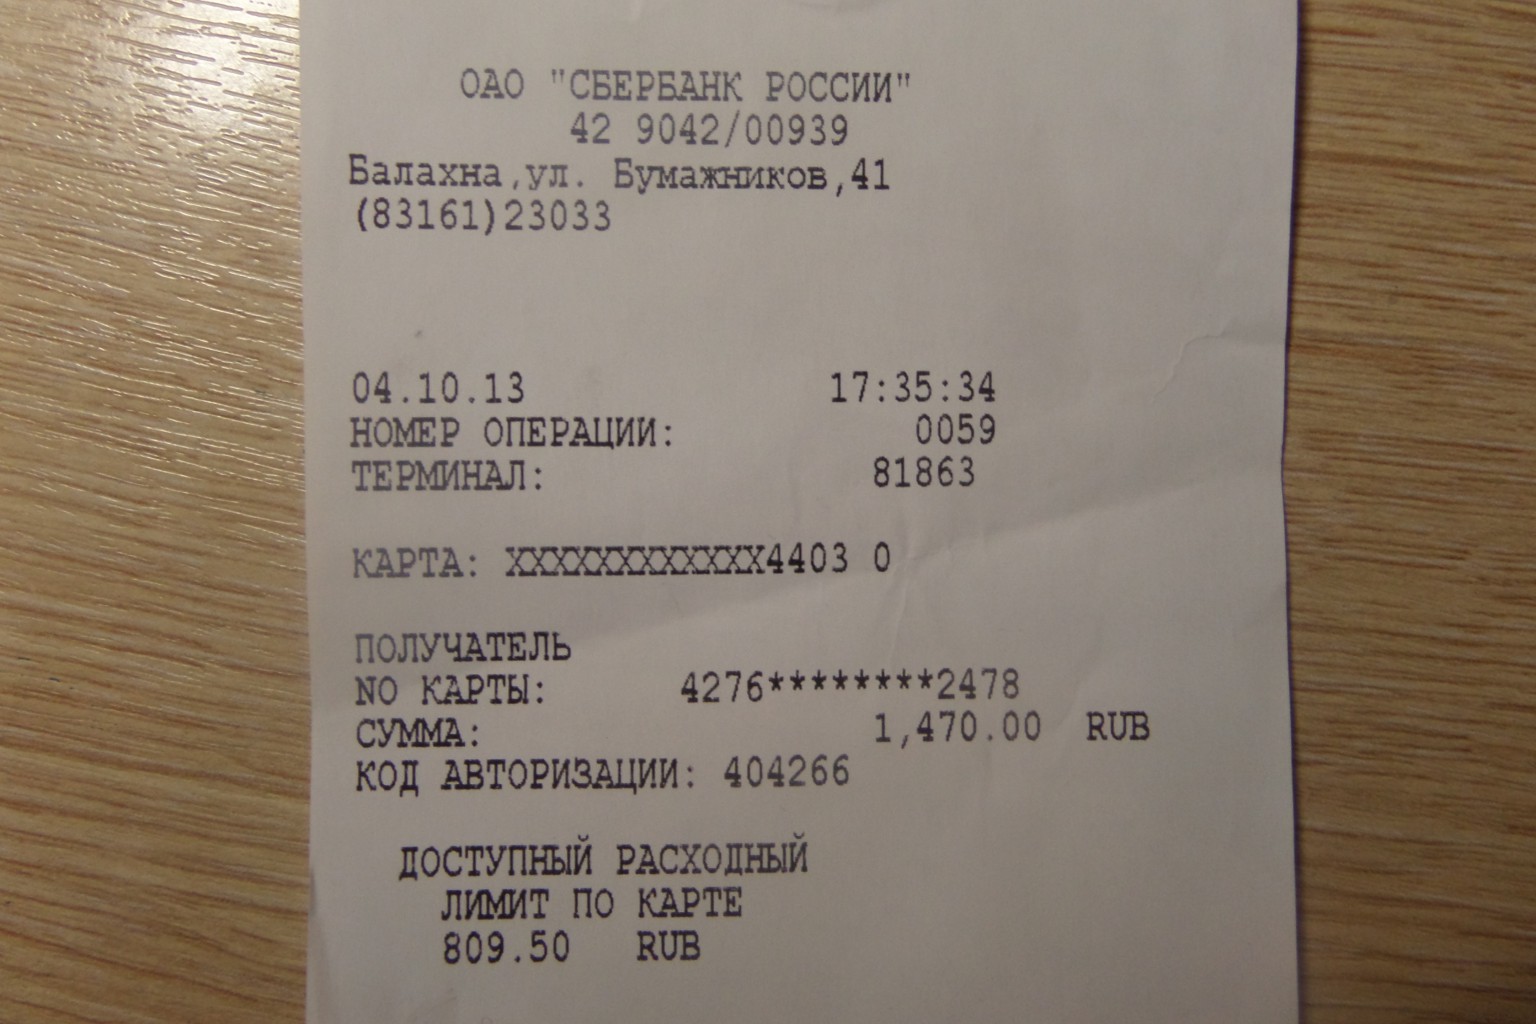 ОАО "СБЕРБАНК РОССИИ"
42 9042/00939
Балахна,ул. Бумажников,41
(83161)23033
04.10.13 17:35:34
НОМЕР ОПЕРАЦИИ: 0059
ТЕРМИНАЛ: 81863
КАРТА: XXXXXXXXXXXX4403 0
ПОЛУЧАТЕЛЬ
NO КАРТЫ: 4276********2478
СУММА: 1,470.00 RUB
КОД АВТОРИЗАЦИИ: 404266
ДОСТУПНЫЙ РАСХОДНЫЙ
ЛИМИТ ПО КАРТЕ
809.50 RUB